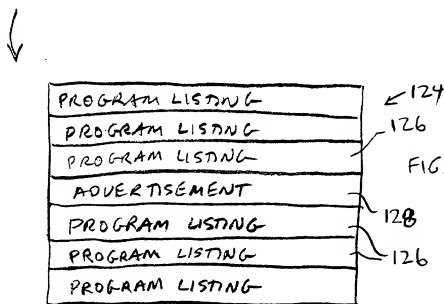 PROGRAM LISTING
124
PROGRAM LISTING
126
PROGRAM LISTING
FIG.
ADVERTISEMENT
128
PROGRAM LISTING
PROGRAM LISTING
126
PROGRAM LISTING